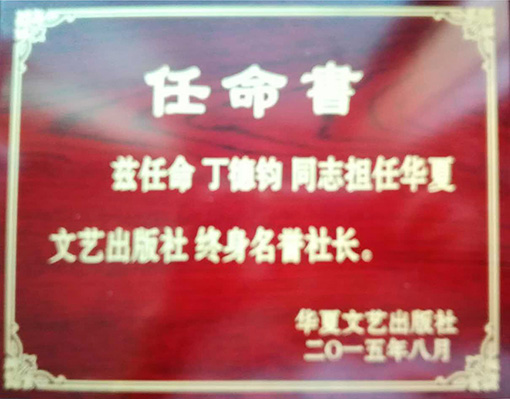 任命書
兹任命 丁德钧 同志担任华夏
文艺出版社 终身名誉社长。
华夏文艺出版社
二〇一五年八月